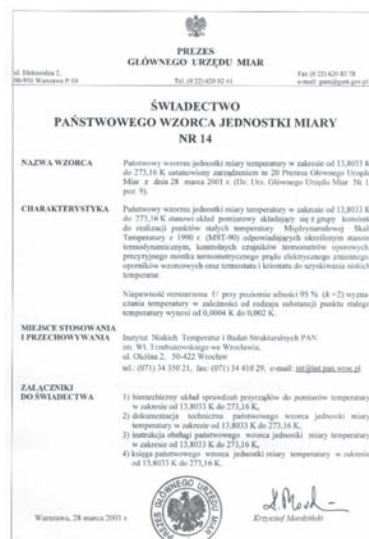 PREZES
GŁÓWNEGO URZĘDU MIAR
ul. Elektoralna 2,
00-950 Warszawa P-10
Tel. (0 22) 620 02 41
Fax (0 22) 620 83 78
e-mail: pum@gum.gov.pl
ŚWIADECTWO
PAŃSTWOWEGO WZORCA JEDNOSTKI MIARY
NR 14
NAZWA WZORCA
Państwowy wzorzec jednostki miary temperatury w zakresie od 13,8033 K
do 273,16 K ustanowiony zarządzeniem nr 20 Prezesa Głównego Urzędu
Miar z dnia 28 marca 2001 r. (Dz. Urz. Głównego Urzędu Miar Nr 1,
poz. 9).
CHARAKTERYSTYKA
Państwowy wzorzec jednostki miary temperatury w zakresie od 13,8033 K
do 273,16 K stanowi układ pomiarowy składający się z grupy komórek
do realizacji punktów stałych temperatury Międzynarodowej Skali
Temperatury z 1990 r. (MST-90) odpowiadających określonym stanom
termodynamicznym, kontrolnych czujników termometrów oporowych,
precyzyjnego mostka termometrycznego prądu elektrycznego zmiennego,
oporników wzorcowych oraz termostatu i kriostatu do uzyskiwania niskich
temperatur.
Niepewność rozszerzona U przy poziomie ufności 95 % (k =2) wyzna-
czania temperatury w zależności od rodzaju substancji punktu stałego
temperatury wynosi od 0,0004 K do 0,002 K.
MIEJSCE STOSOWANIA
I PRZECHOWYWANIA
Instytut Niskich Temperatur i Badań Strukturalnych PAN
im. Wł. Trzebiatowskiego we Wrocławiu,
ul. Okólna 2, 50-422 Wrocław
tel.: (071) 34 350 21, fax: (071) 34 410 29, e-mail: int@int.pan.wroc.pl
ZAŁĄCZNIKI
DO ŚWIADECTWA
1) hierarchiczny układ sprawdzań przyrządów do pomiarów temperatury
w zakresie od 13,8033 K do 273,16 K,
2) dokumentacja techniczna państwowego wzorca jednostki miary
temperatury w zakresie od 13,8033 K do 273,16 K,
3) instrukcja obsługi państwowego wzorca jednostki miary temperatury
w zakresie od 13,8033 K do 273,16 K,
4) księga państwowego wzorca jednostki miary temperatury w zakresie
od 13,8033 K do 273,16 K.
PREZES GŁÓWNEGO URZĘDU MIAR
Warszawa, 28 marca 2001 r.
Krzysztof Mordziński